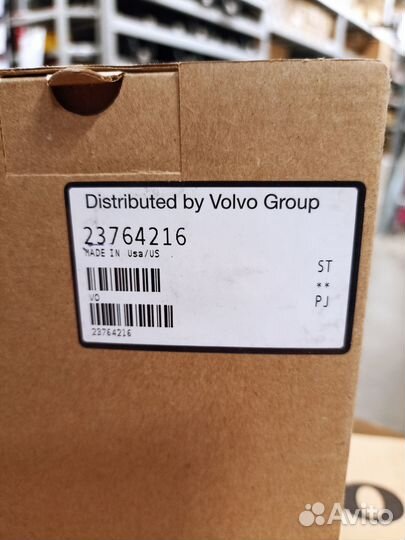 Distributed by Volvo Group
23764216
MADE IN Usa/US
ST
**
VO
PJ
23764216
Avito